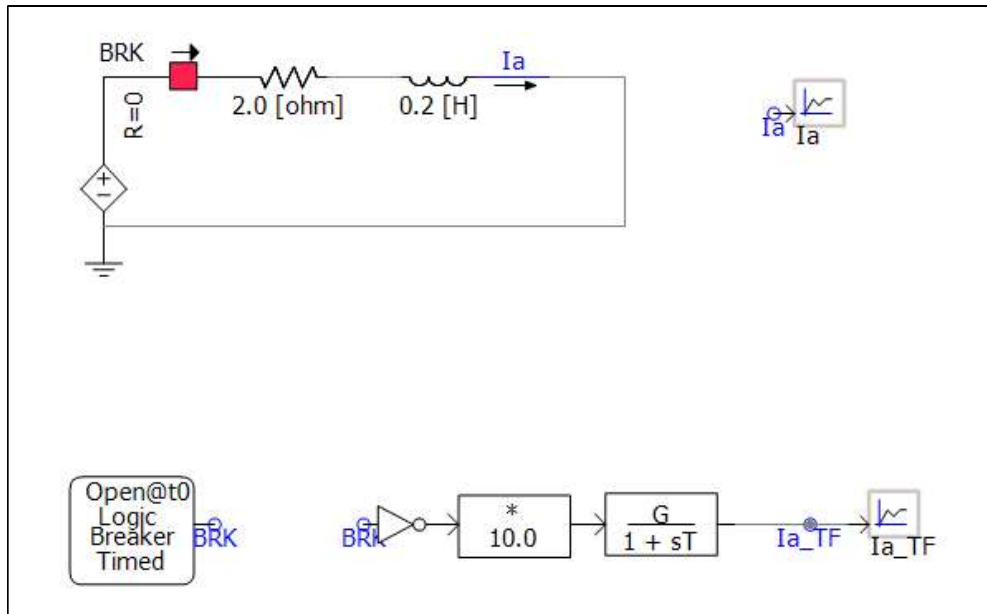 BRK
R=0
2.0 [ohm]
0.2 [H]
Ia
+
−
Ia
Ia
Open@t0
Logic
Breaker
Timed
BRK
BRK
*
10.0
G
1 + sT
Ia_TF
Ia_TF